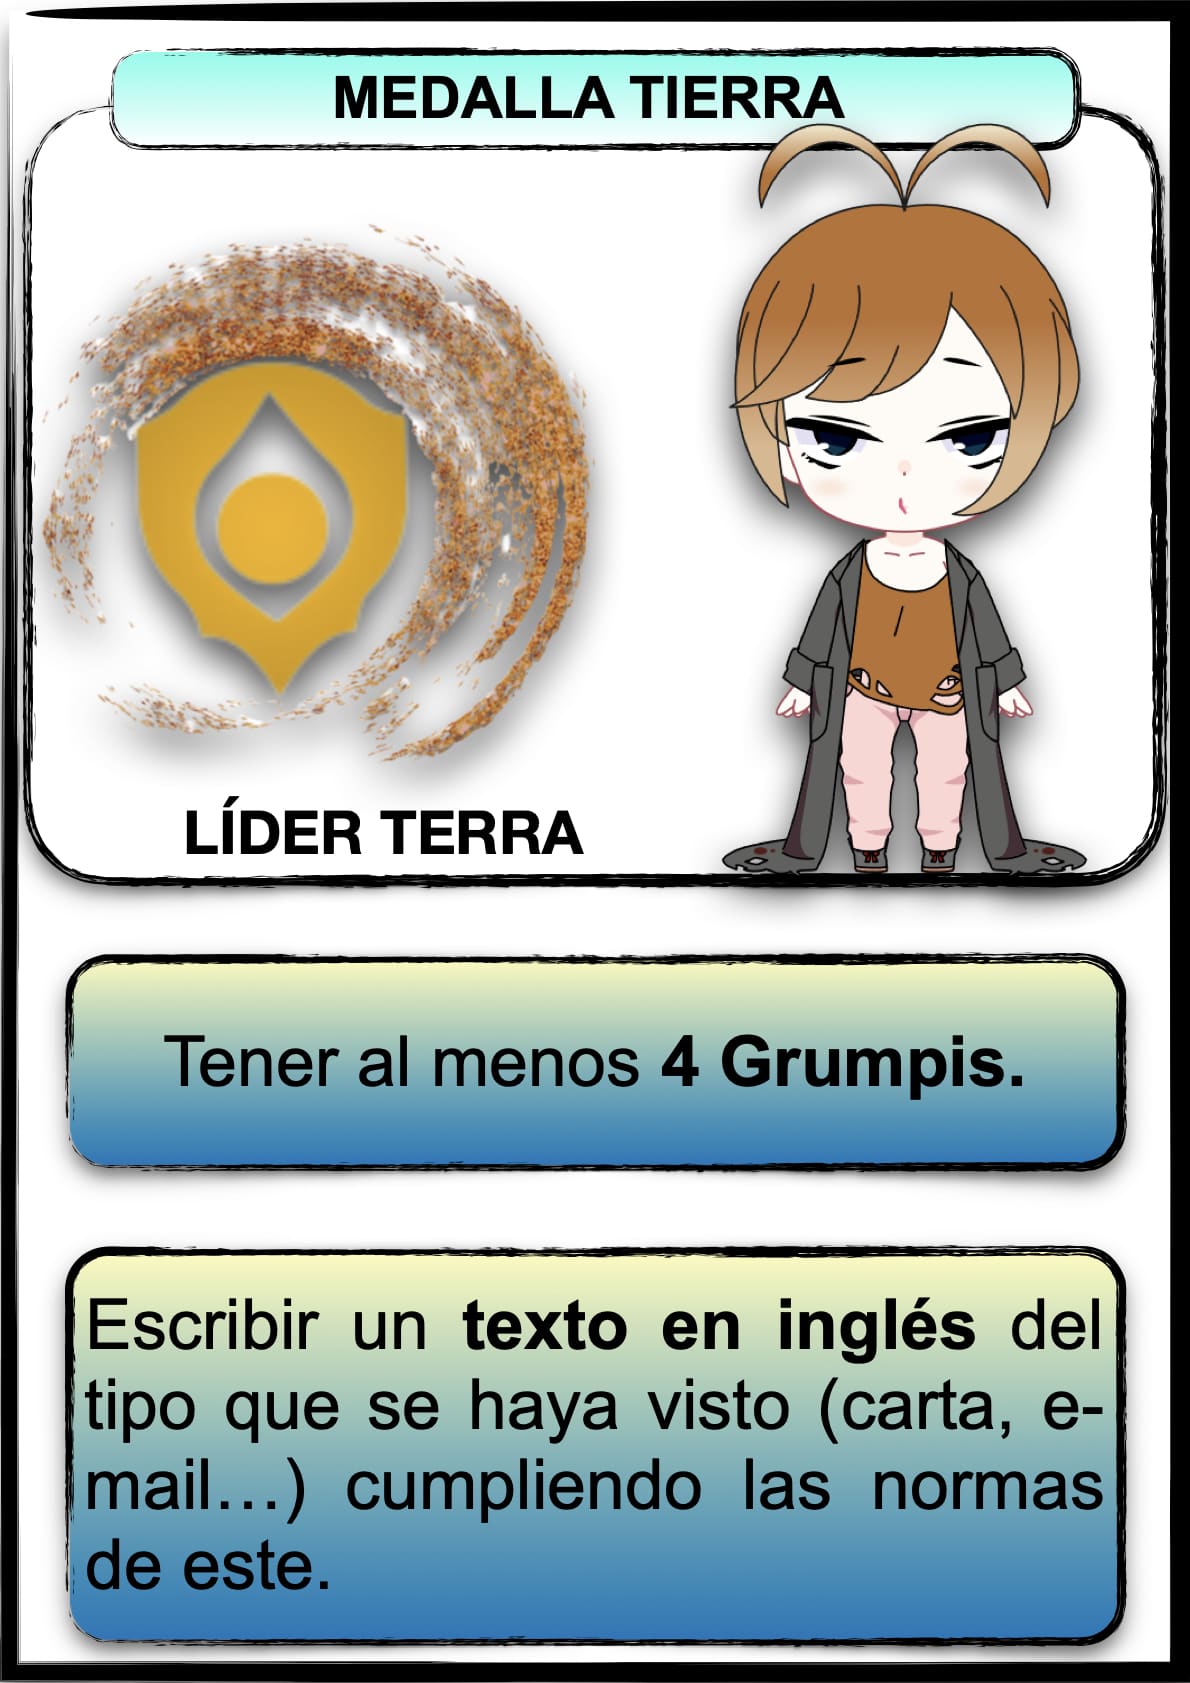 MEDALLA TIERRA
LÍDER TERRA
Tener al menos 4 Grumpis.
Escribir un texto en inglés del
tipo que se haya visto (carta, e-
mail…) cumpliendo las normas
de este.